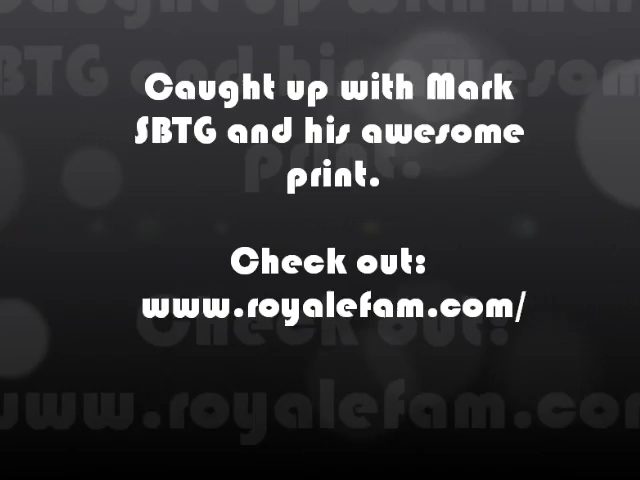 Caught up with Mark
SBTG and his awesome
print.
Check out:
www.royalefam.com/